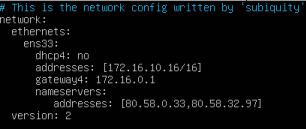 # This is the network config written by 'subiquity'
network:
  ethernets:
    ens33:
      dhcp4: no
      addresses: [172.16.10.16/16]
      gateway4: 172.16.0.1
      nameservers:
        addresses: [80.58.0.33,80.58.32.97]
  version: 2